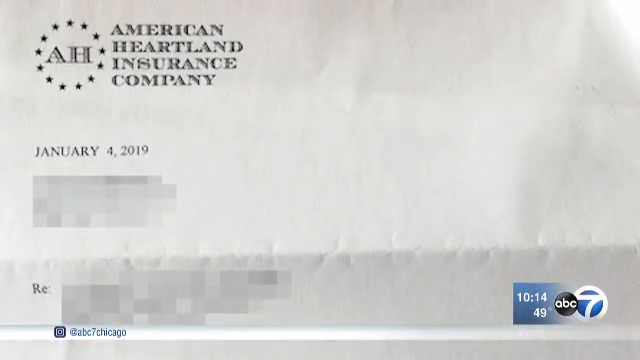 AH
AMERICAN
HEARTLAND
INSURANCE
COMPANY
JANUARY 4, 2019
Re:
10:14
49°
abc 7
@abc7chicago